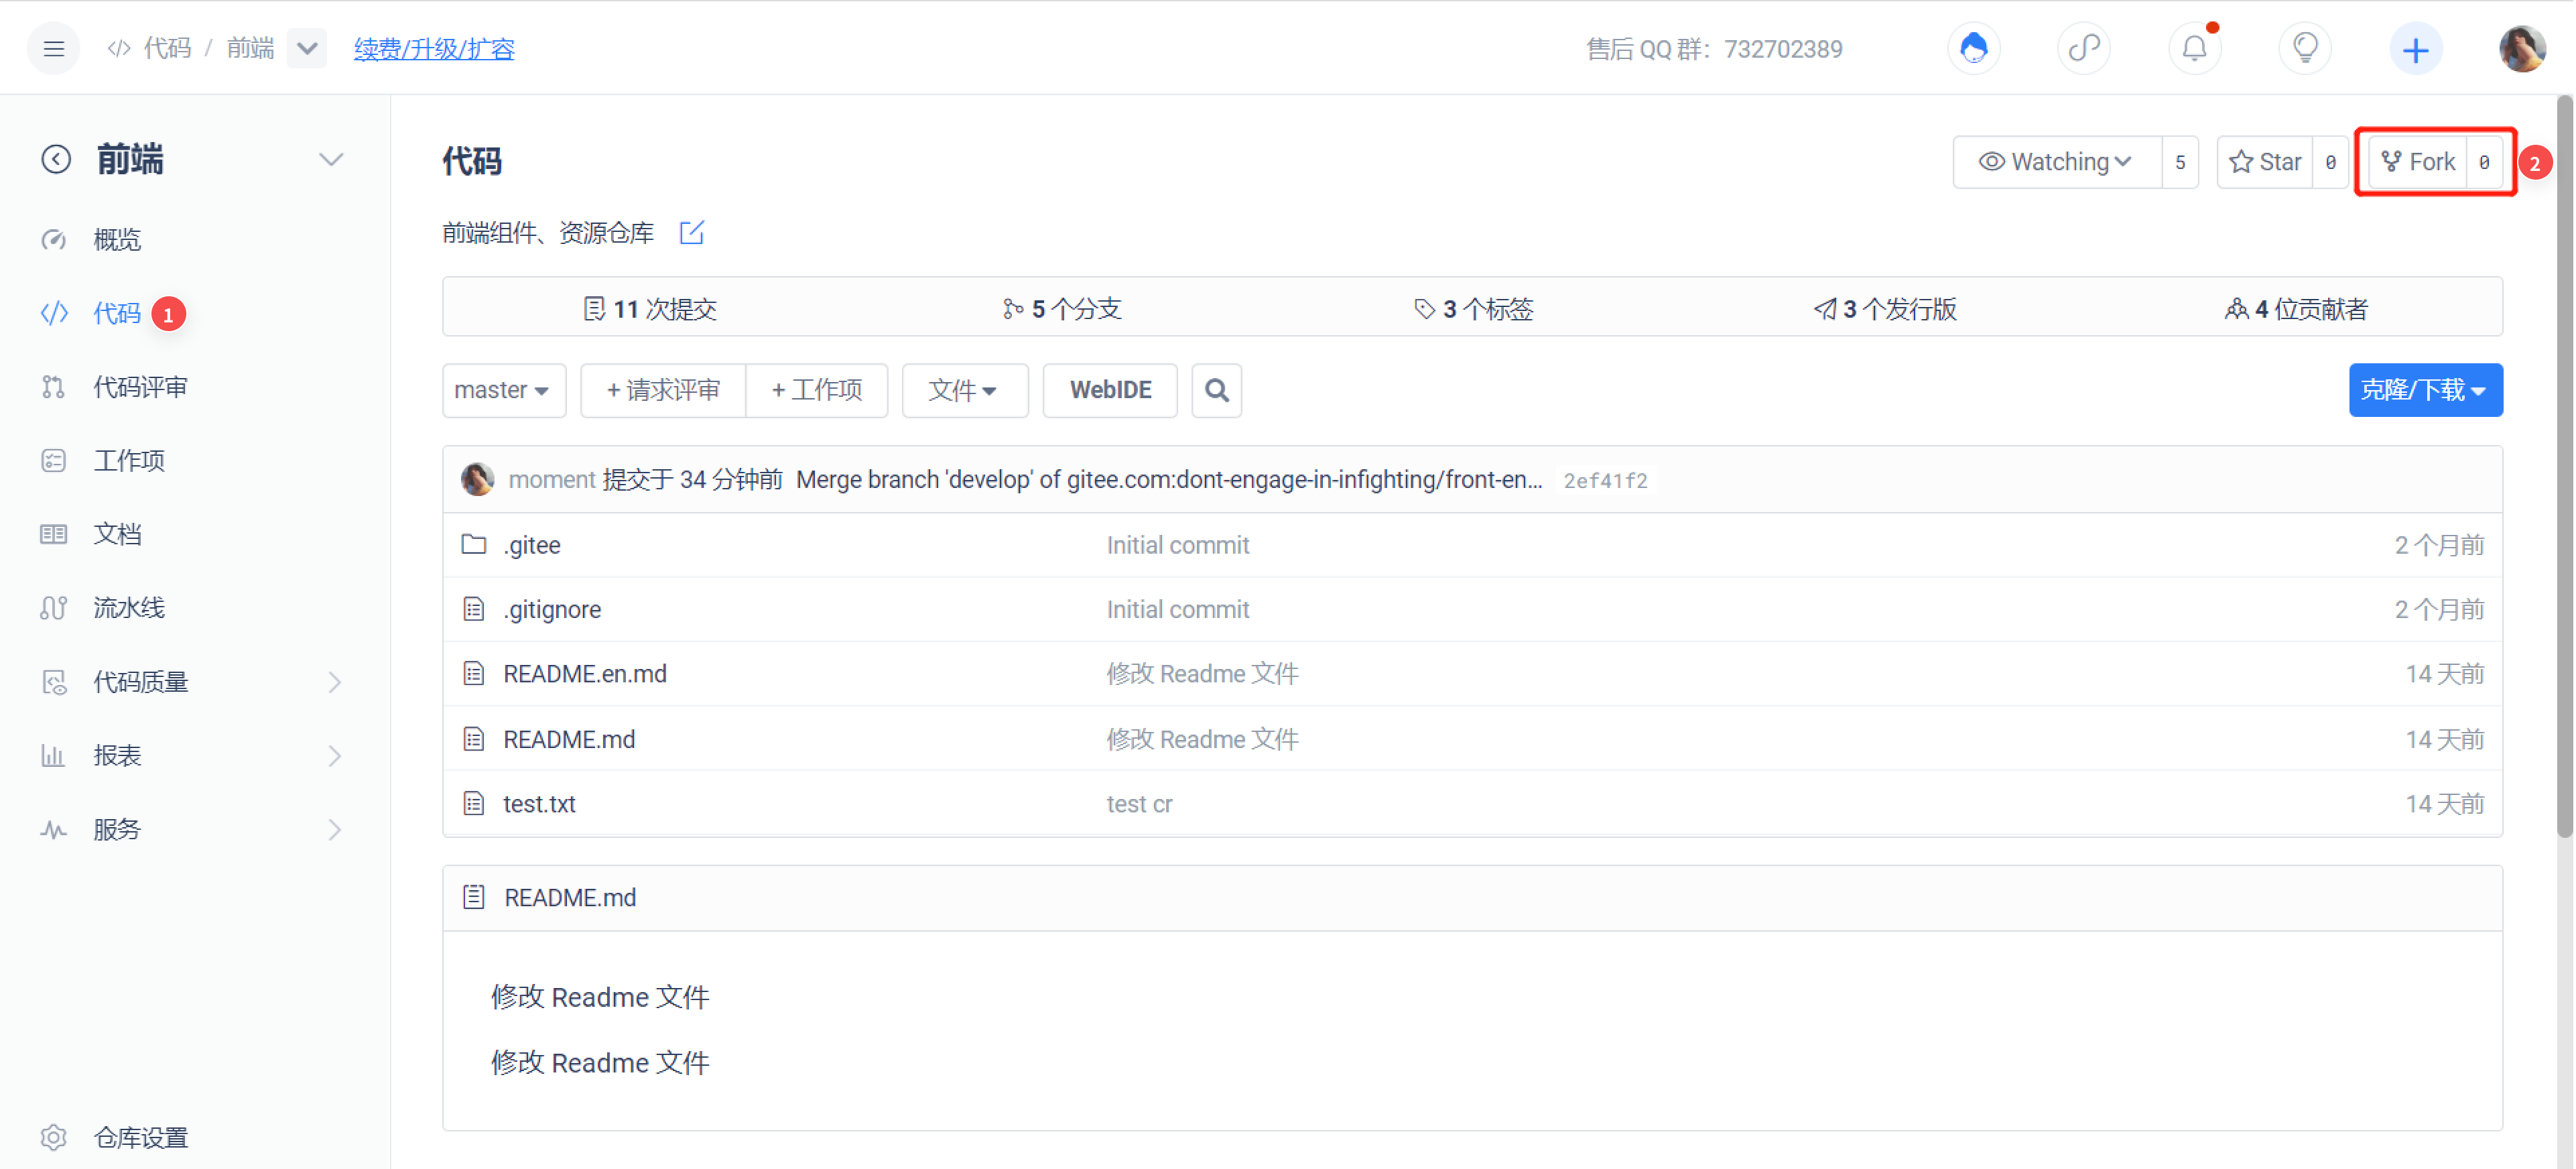 代码 / 前端 续费/升级/扩容 售后 QQ 群：732702389
前端
概览
代码 1
代码评审
工作项
文档
流水线
代码质量
报表
服务
仓库设置
代码 Watching 5 Star 0 Fork 0 2
前端组件、资源仓库
11 次提交 5 个分支 3 个标签 3 个发行版 4 位贡献者
master + 请求评审 + 工作项 文件 WebIDE 克隆/下载
moment 提交于 34 分钟前 Merge branch 'develop' of gitee.com:dont-engage-in-infighting/front-en... 2ef41f2
.gitee Initial commit 2 个月前
.gitignore Initial commit 2 个月前
README.en.md 修改 Readme 文件 14 天前
README.md 修改 Readme 文件 14 天前
test.txt test cr 14 天前
README.md
修改 Readme 文件
修改 Readme 文件